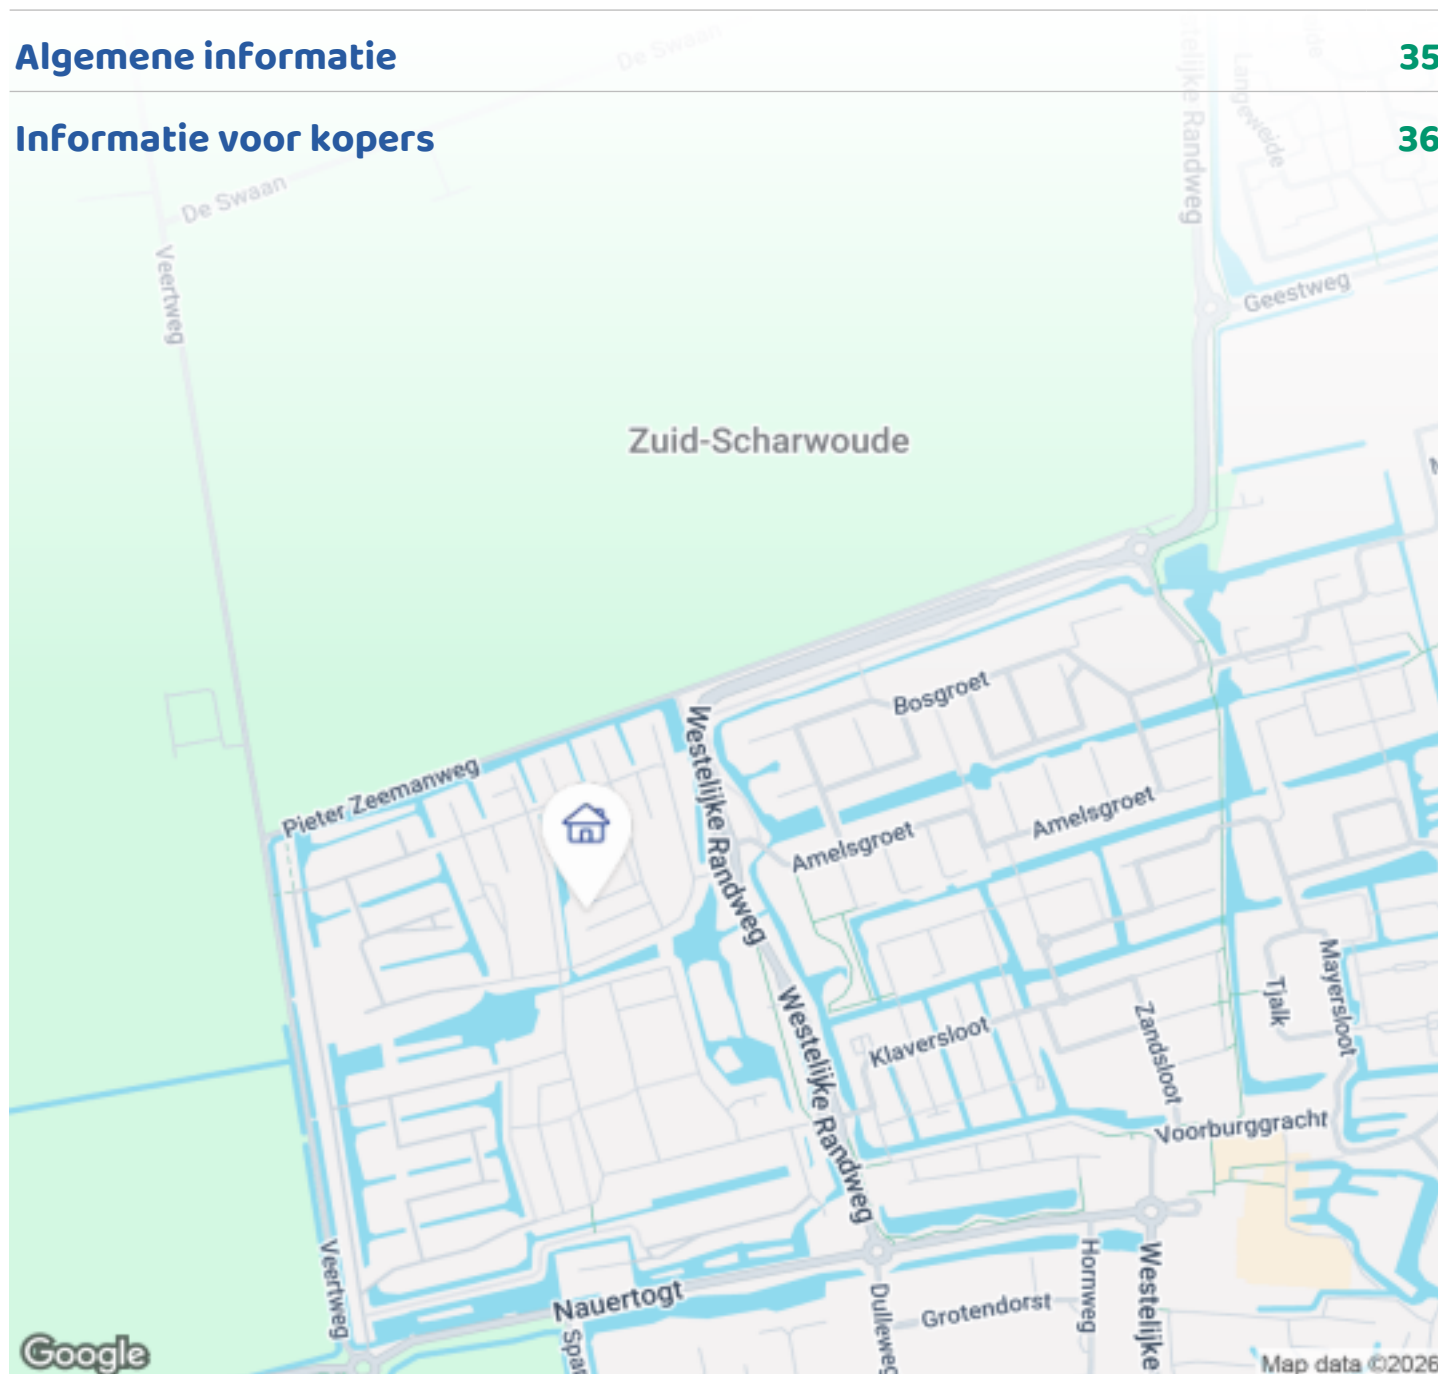 De Swaan
Algemene informatie 35
Informatie voor kopers 36
Westelijke Randweg
Langeweide
De Swaan
Veertweg
Geestweg
Zuid-Scharwoude
Bosgroet
Westelijke Randweg
Pieter Zeemanweg
Amelsgroet
Amelsgroet
Mayersloot
Tjalk
Zandsloot
Klaversloot
Westelijke Randweg
Voorburggracht
Veertweg
Nauertogt
Hornweg
Westelijke
Dulleweg
Grotendorst
Google
Map data ©2026